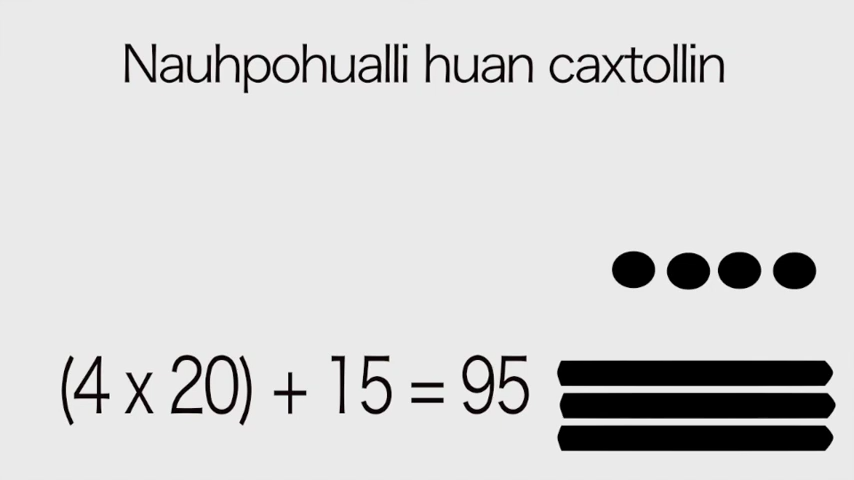 Nauhpohualli huan caxtollin
(4 x 20) + 15 = 95